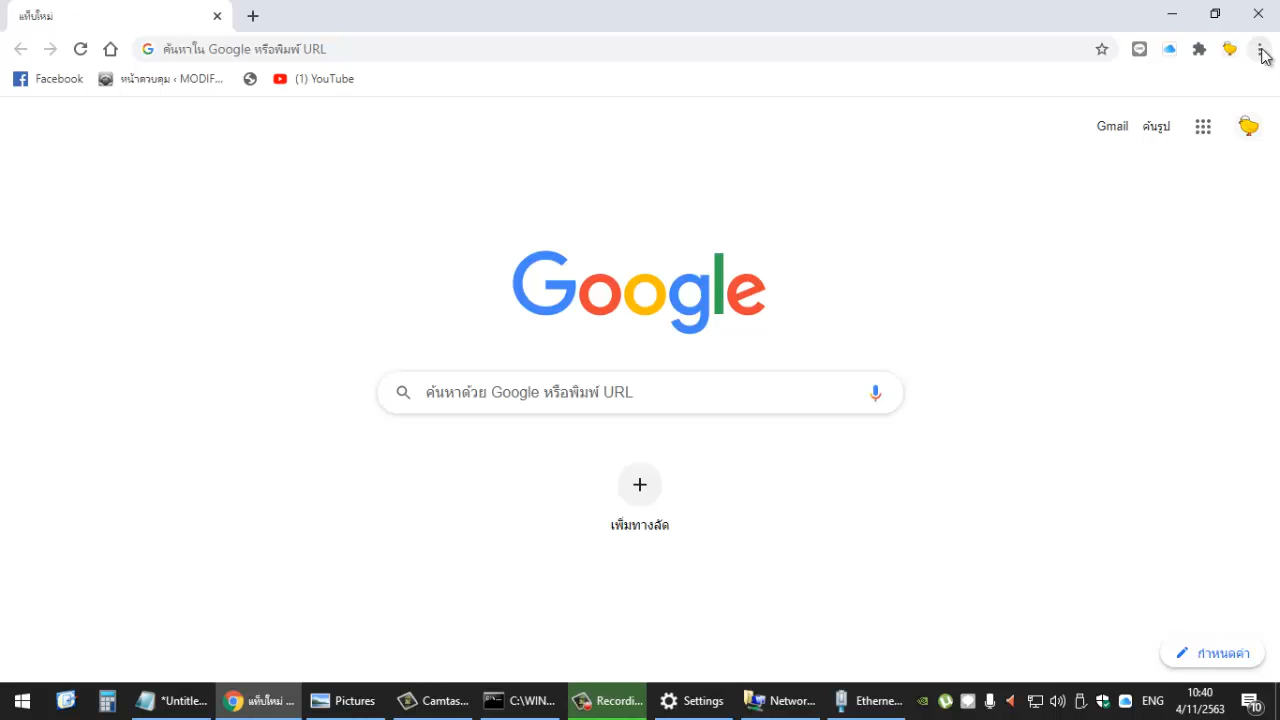 แท็บใหม่
ค้นหาใน Google หรือพิมพ์ URL
Facebook หน้าควบคุม ‹ MODIF... (1) YouTube
Gmail ค้นรูป
Google
ค้นหาด้วย Google หรือพิมพ์ URL
เพิ่มทางลัด
กำหนดค่า
*Untitle... แท็บใหม่ ... Pictures Camtas... C:\WIN... Recordi... Settings Networ... Etherne... ENG 10:40
4/11/2563 10